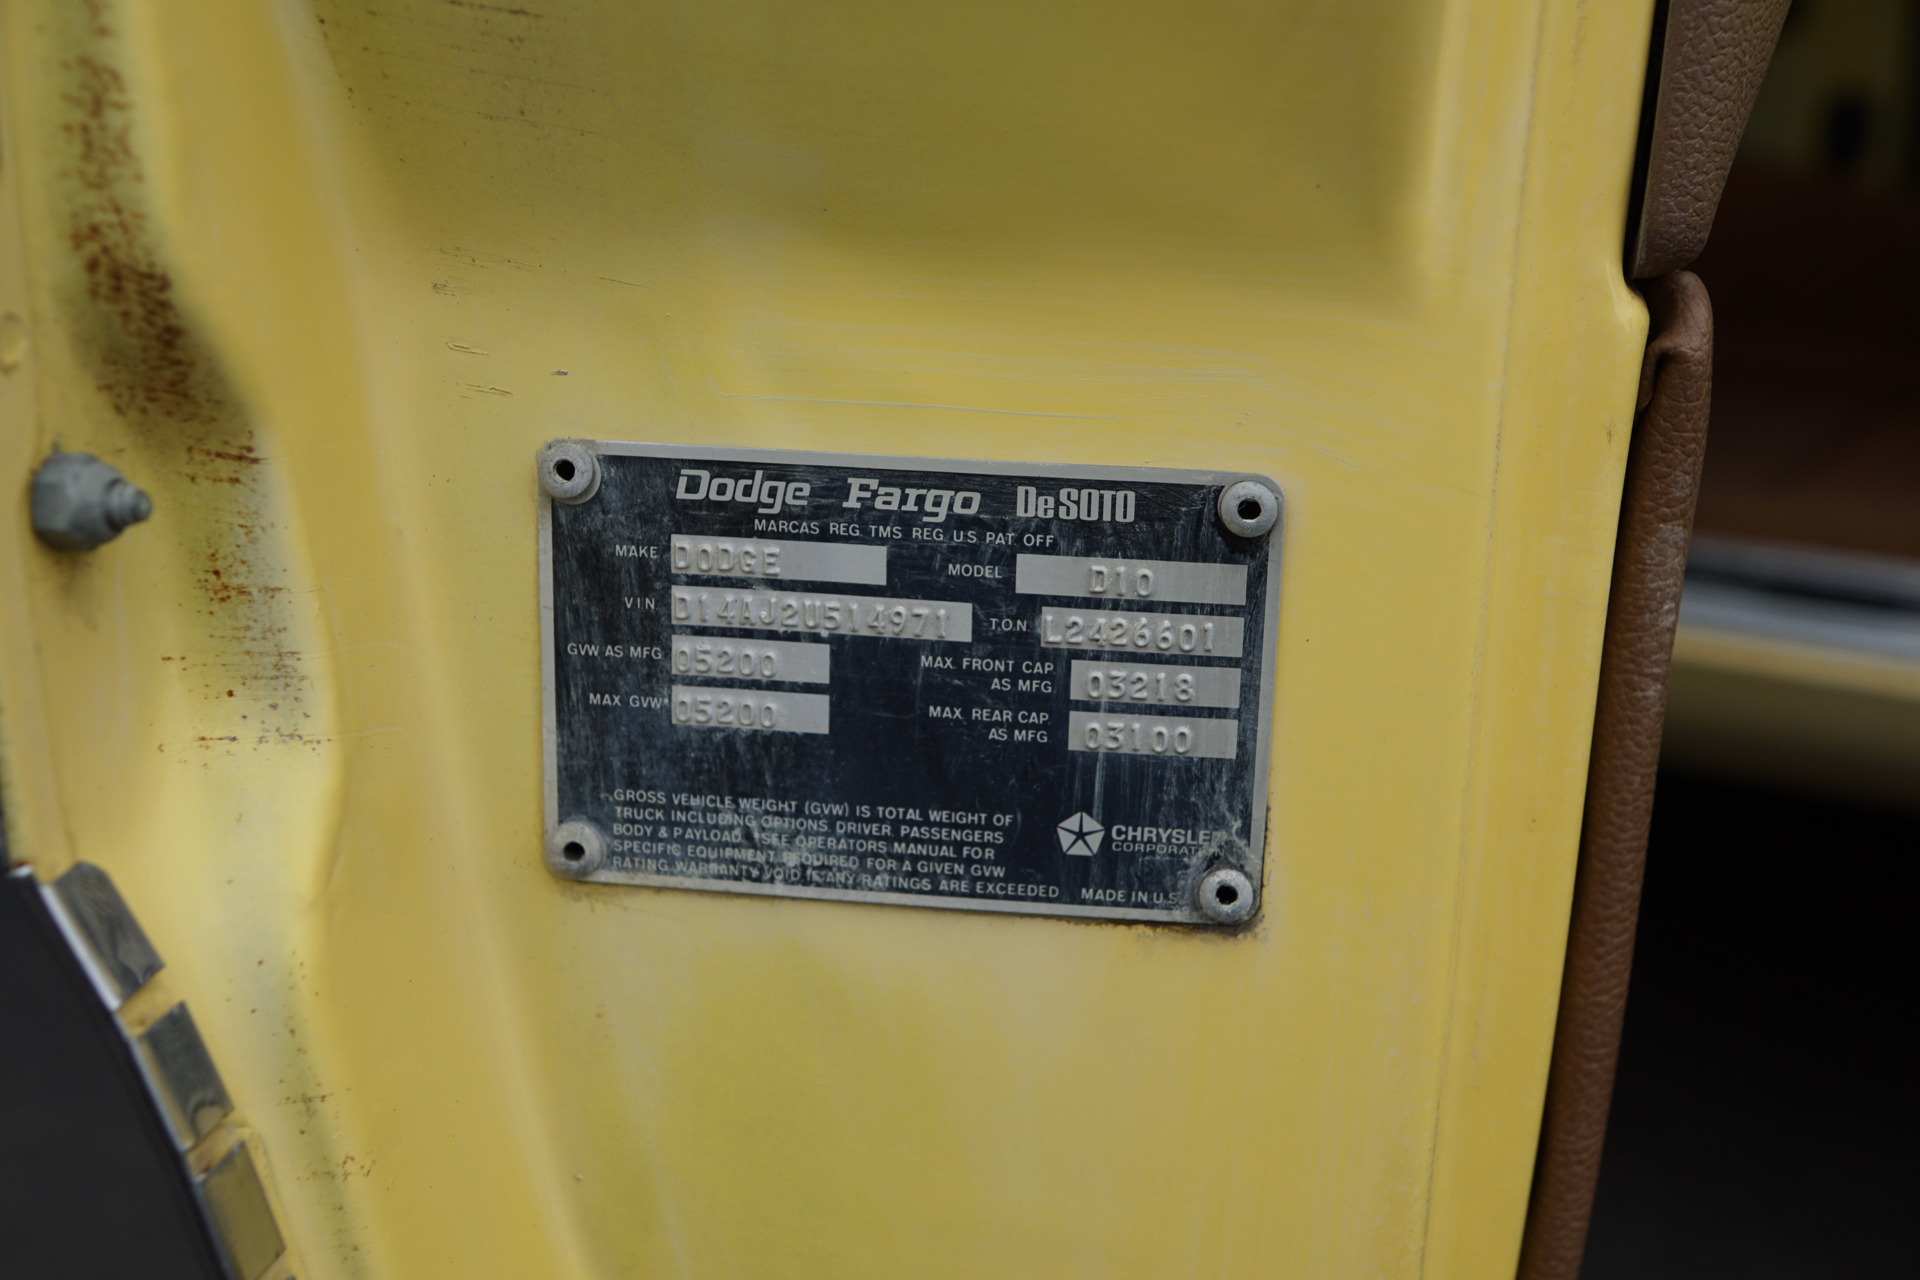 Dodge Fargo DeSOTO
MARCAS REG. TMS REG. U.S. PAT. OFF.
MAKE DODGE MODEL D10
VIN. D14AJ2U514971 T.O.N. L2426601
GVW AS MFG. 05200 MAX. FRONT CAP. AS MFG. 03218
MAX. GVW* 05200 MAX. REAR CAP. AS MFG. 03100
GROSS VEHICLE WEIGHT (GVW) IS TOTAL WEIGHT OF
TRUCK INCLUDING OPTIONS, DRIVER, PASSENGERS
BODY & PAYLOAD. *SEE OPERATORS MANUAL FOR
SPECIFIC EQUIPMENT REQUIRED FOR A GIVEN GVW
RATING. WARRANTY VOID IF ANY RATINGS ARE EXCEEDED
CHRYSLER
CORPORATI
MADE IN U.S.